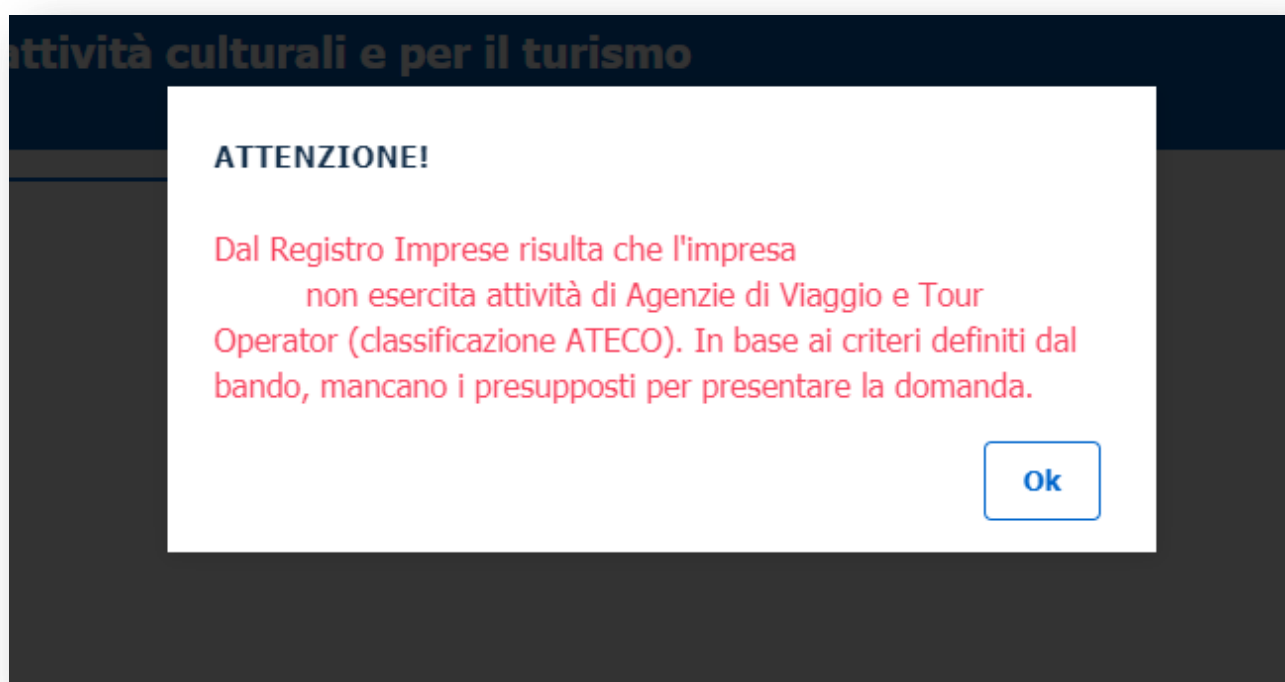 attività culturali e per il turismo
ATTENZIONE!
Dal Registro Imprese risulta che l'impresa
non esercita attività di Agenzie di Viaggio e Tour
Operator (classificazione ATECO). In base ai criteri definiti dal
bando, mancano i presupposti per presentare la domanda.
Ok